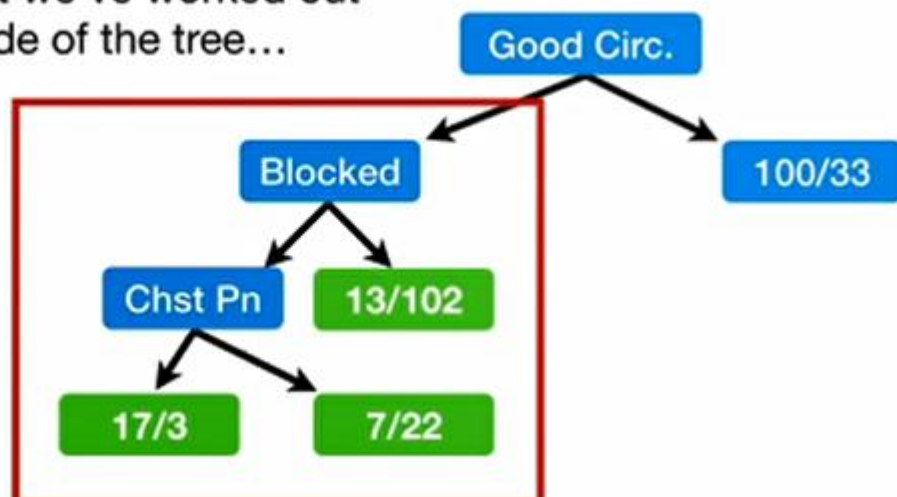 de of the tree...
Good Circ.
Blocked
100/33
Chst Pn
13/102
17/3
7/22